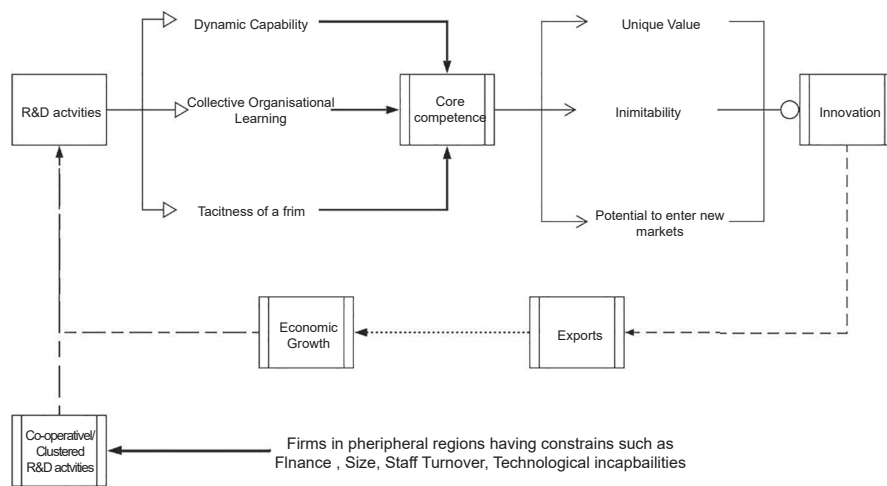 Dynamic Capability
Unique Value
R&D actvities
Collective Organisational
Learning
Core
competence
Inimitability
Innovation
Tacitness of a frim
Potential to enter new
markets
Economic
Growth
Exports
Co-operativel/
Clustered
R&D actvities
Firms in pheripheral regions having constrains such as
FInance , Size, Staff Turnover, Technological incapbailities